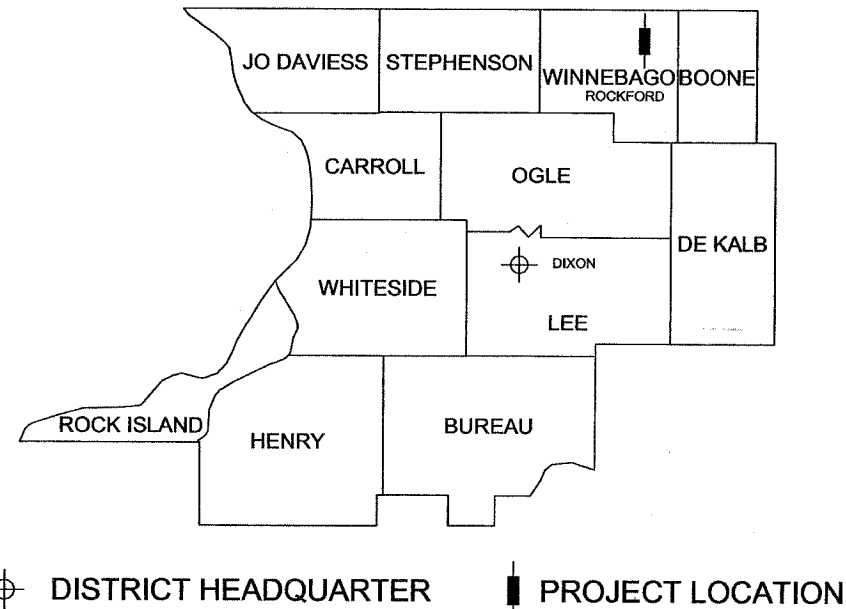 JO DAVIESS
STEPHENSON
WINNEBAGO
BOONE
ROCKFORD
CARROLL
OGLE
DE KALB
DIXON
WHITESIDE
LEE
ROCK ISLAND
HENRY
BUREAU
DISTRICT HEADQUARTER
PROJECT LOCATION